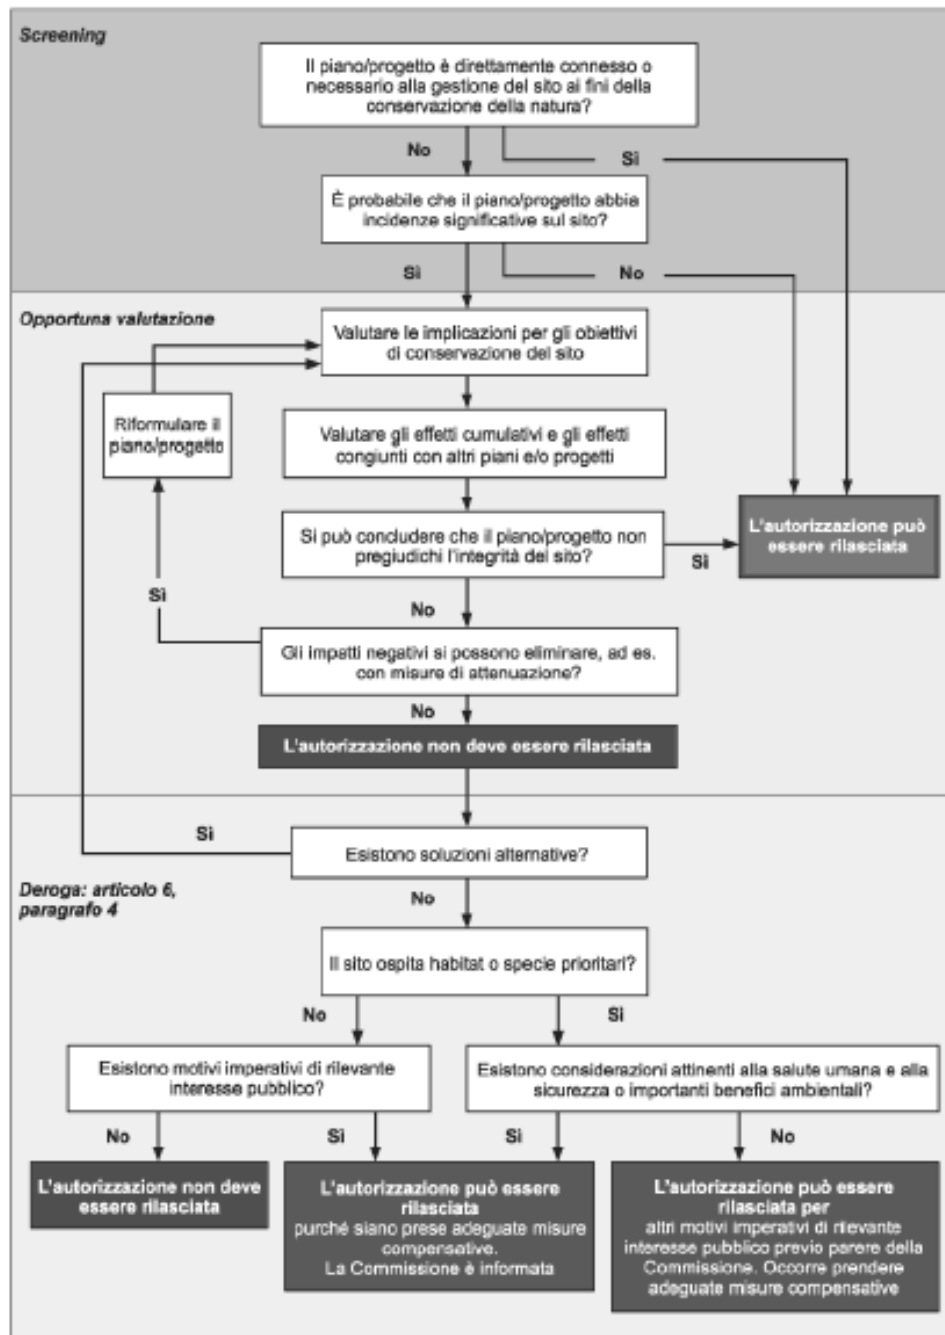 Screening
Il piano/progetto è direttamente connesso o
necessario alla gestione del sito ai fini della
conservazione della natura?
No
Sì
È probabile che il piano/progetto abbia
incidenze significative sul sito?
Sì
No
Opportuna valutazione
Valutare le implicazioni per gli obiettivi
di conservazione del sito
Riformulare il
piano/progetto
Valutare gli effetti cumulativi e gli effetti
congiunti con altri piani e/o progetti
Si può concludere che il piano/progetto non
pregiudichi l'integrità del sito?
Sì
L'autorizzazione può
essere rilasciata
Sì
No
Gli impatti negativi si possono eliminare, ad es.
con misure di attenuazione?
No
L'autorizzazione non deve essere rilasciata
Sì
Esistono soluzioni alternative?
Deroga: articolo 6,
paragrafo 4
No
Il sito ospita habitat o specie prioritari?
No
Sì
Esistono motivi imperativi di rilevante
interesse pubblico?
Esistono considerazioni attinenti alla salute umana e alla
sicurezza o importanti benefici ambientali?
No
Sì
Sì
No
L'autorizzazione non deve
essere rilasciata
L'autorizzazione può essere
rilasciata
purché siano prese adeguate misure
compensative.
La Commissione è informata
L'autorizzazione può essere
rilasciata per
altri motivi imperativi di rilevante
interesse pubblico previo parere della
Commissione. Occorre prendere
adeguate misure compensative